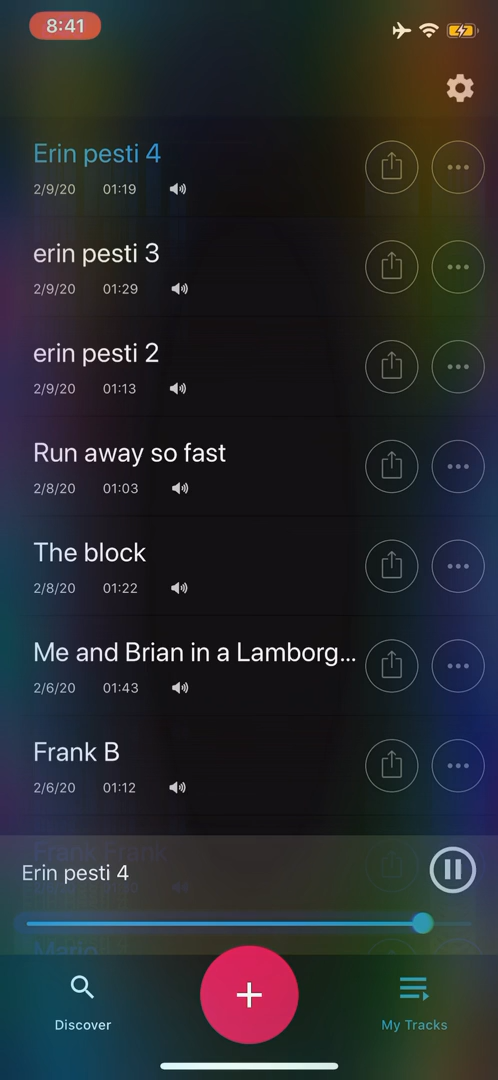 8:41
Erin pesti 4
2/9/20 01:19
erin pesti 3
2/9/20 01:29
erin pesti 2
2/9/20 01:13
Run away so fast
2/8/20 01:03
The block
2/8/20 01:22
Me and Brian in a Lamborg...
2/6/20 01:43
Frank B
2/6/20 01:12
Frank Frank
Erin pesti 4
Mario
Discover
My Tracks